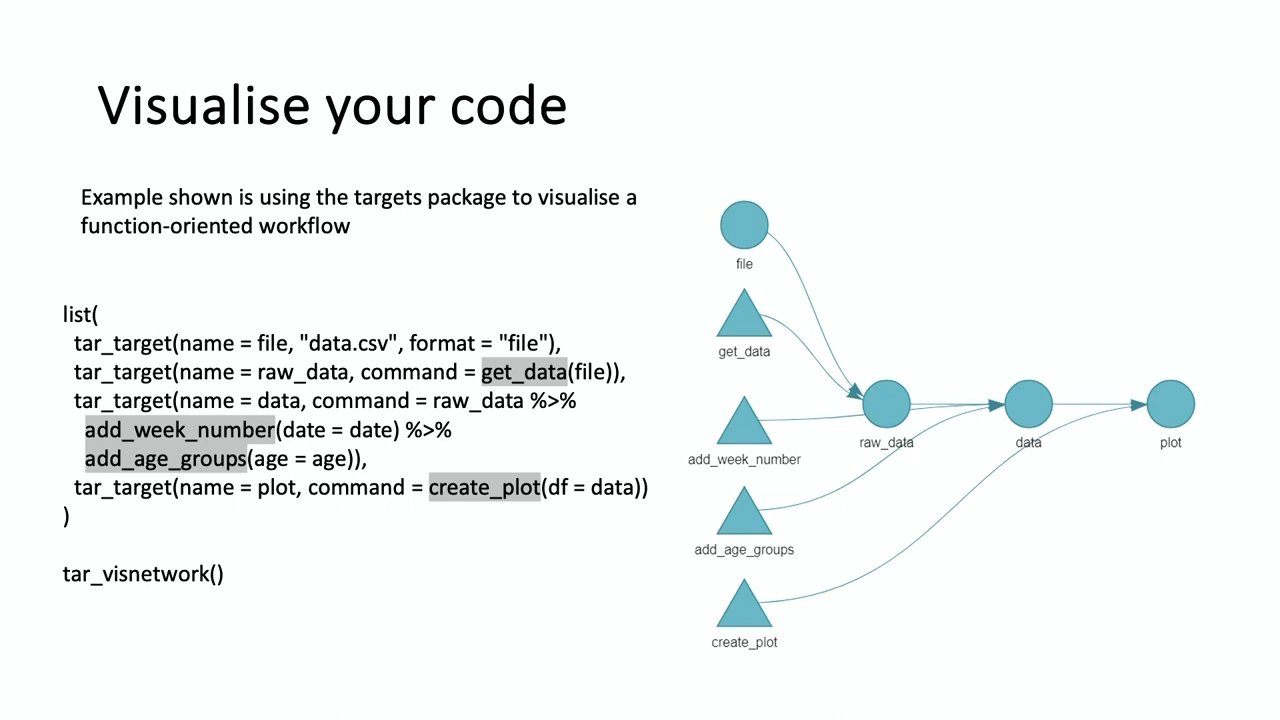 Visualise your code
Example shown is using the targets package to visualise a
function-oriented workflow
list(
tar_target(name = file, "data.csv", format = "file"),
tar_target(name = raw_data, command = get_data(file)),
tar_target(name = data, command = raw_data %>%
add_week_number(date = date) %>%
add_age_groups(age = age)),
tar_target(name = plot, command = create_plot(df = data))
)
tar_visnetwork()
file
get_data
add_week_number
add_age_groups
create_plot
raw_data
data
plot